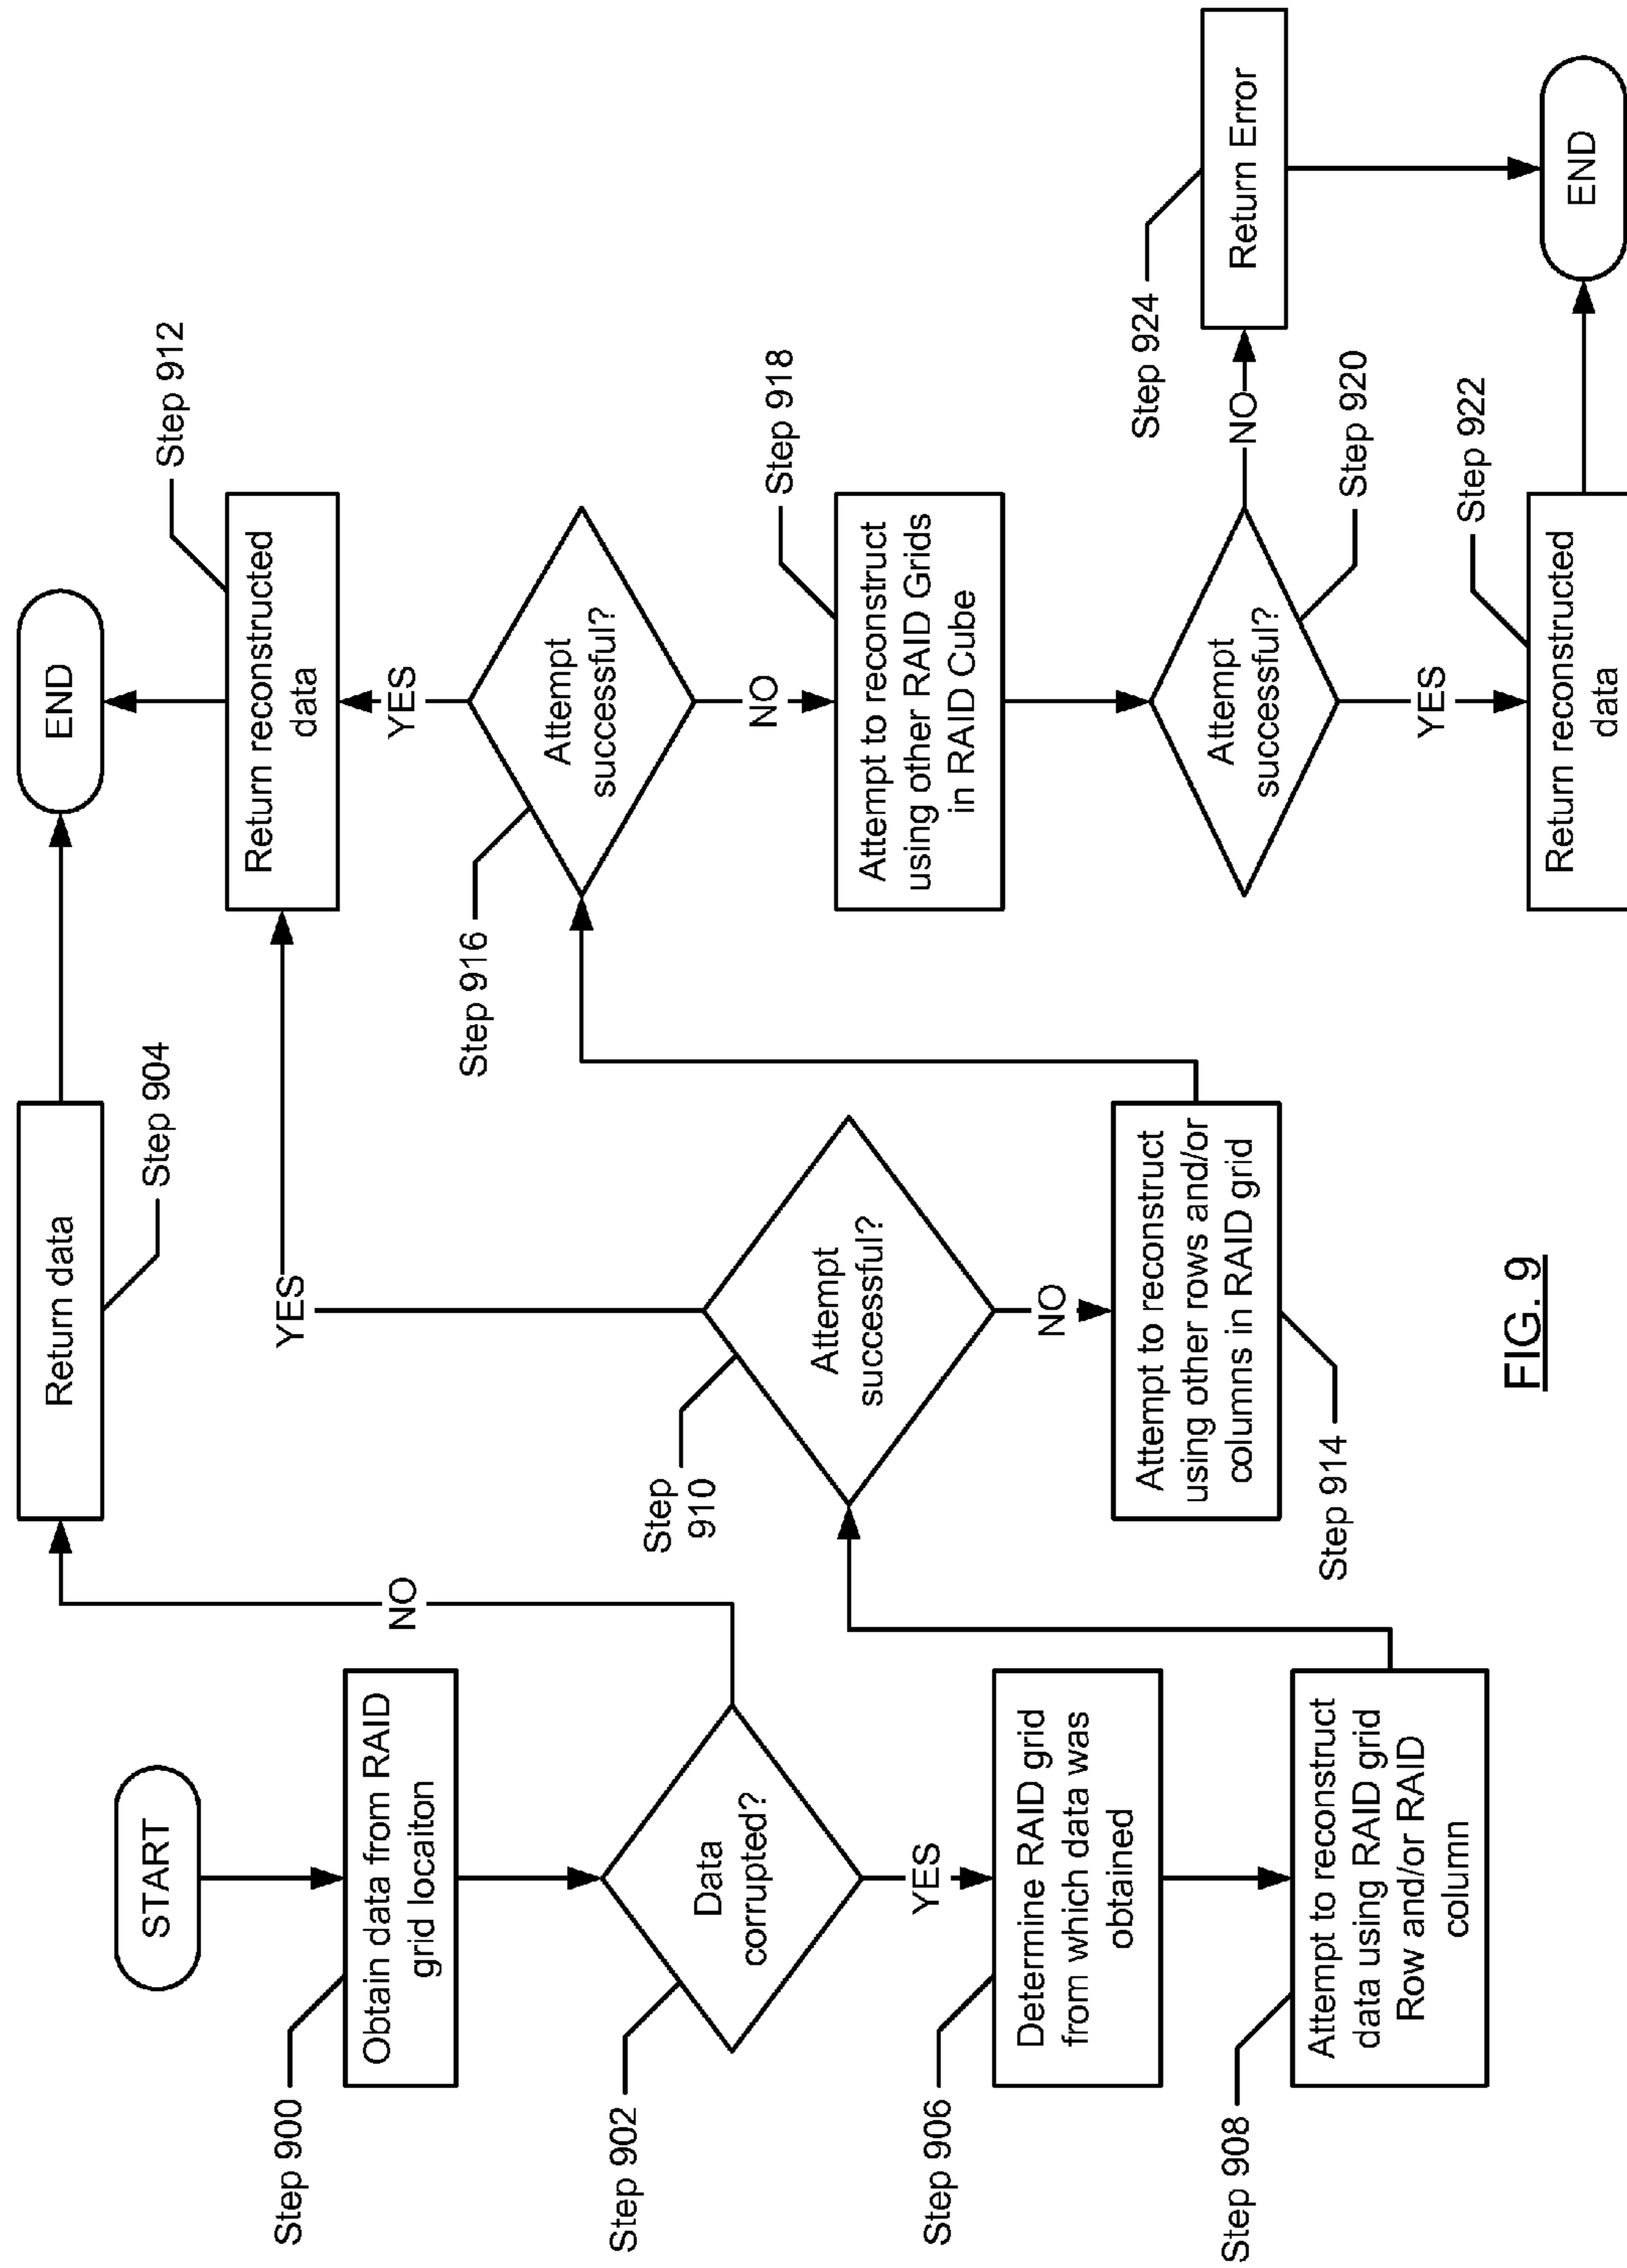 START
Step 900
Obtain data from RAID
grid locaiton
Step 902
Data
corrupted?
NO
YES
Return data
Step 904
END
Step 906
Determine RAID grid
from which data was
obtained
Step 908
Attempt to reconstruct
data using RAID grid
Row and/or RAID
column
Step
910
Attempt
successful?
YES
NO
Return reconstructed
data
Step 912
Attempt to reconstruct
using other rows and/or
columns in RAID grid
Step 914
Step 916
Attempt
successful?
YES
NO
Attempt to reconstruct
using other RAID Grids
in RAID Cube
Step 918
Attempt
successful?
Step 920
NO
YES
Step 924
Return Error
Return reconstructed
data
Step 922
END
FIG. 9